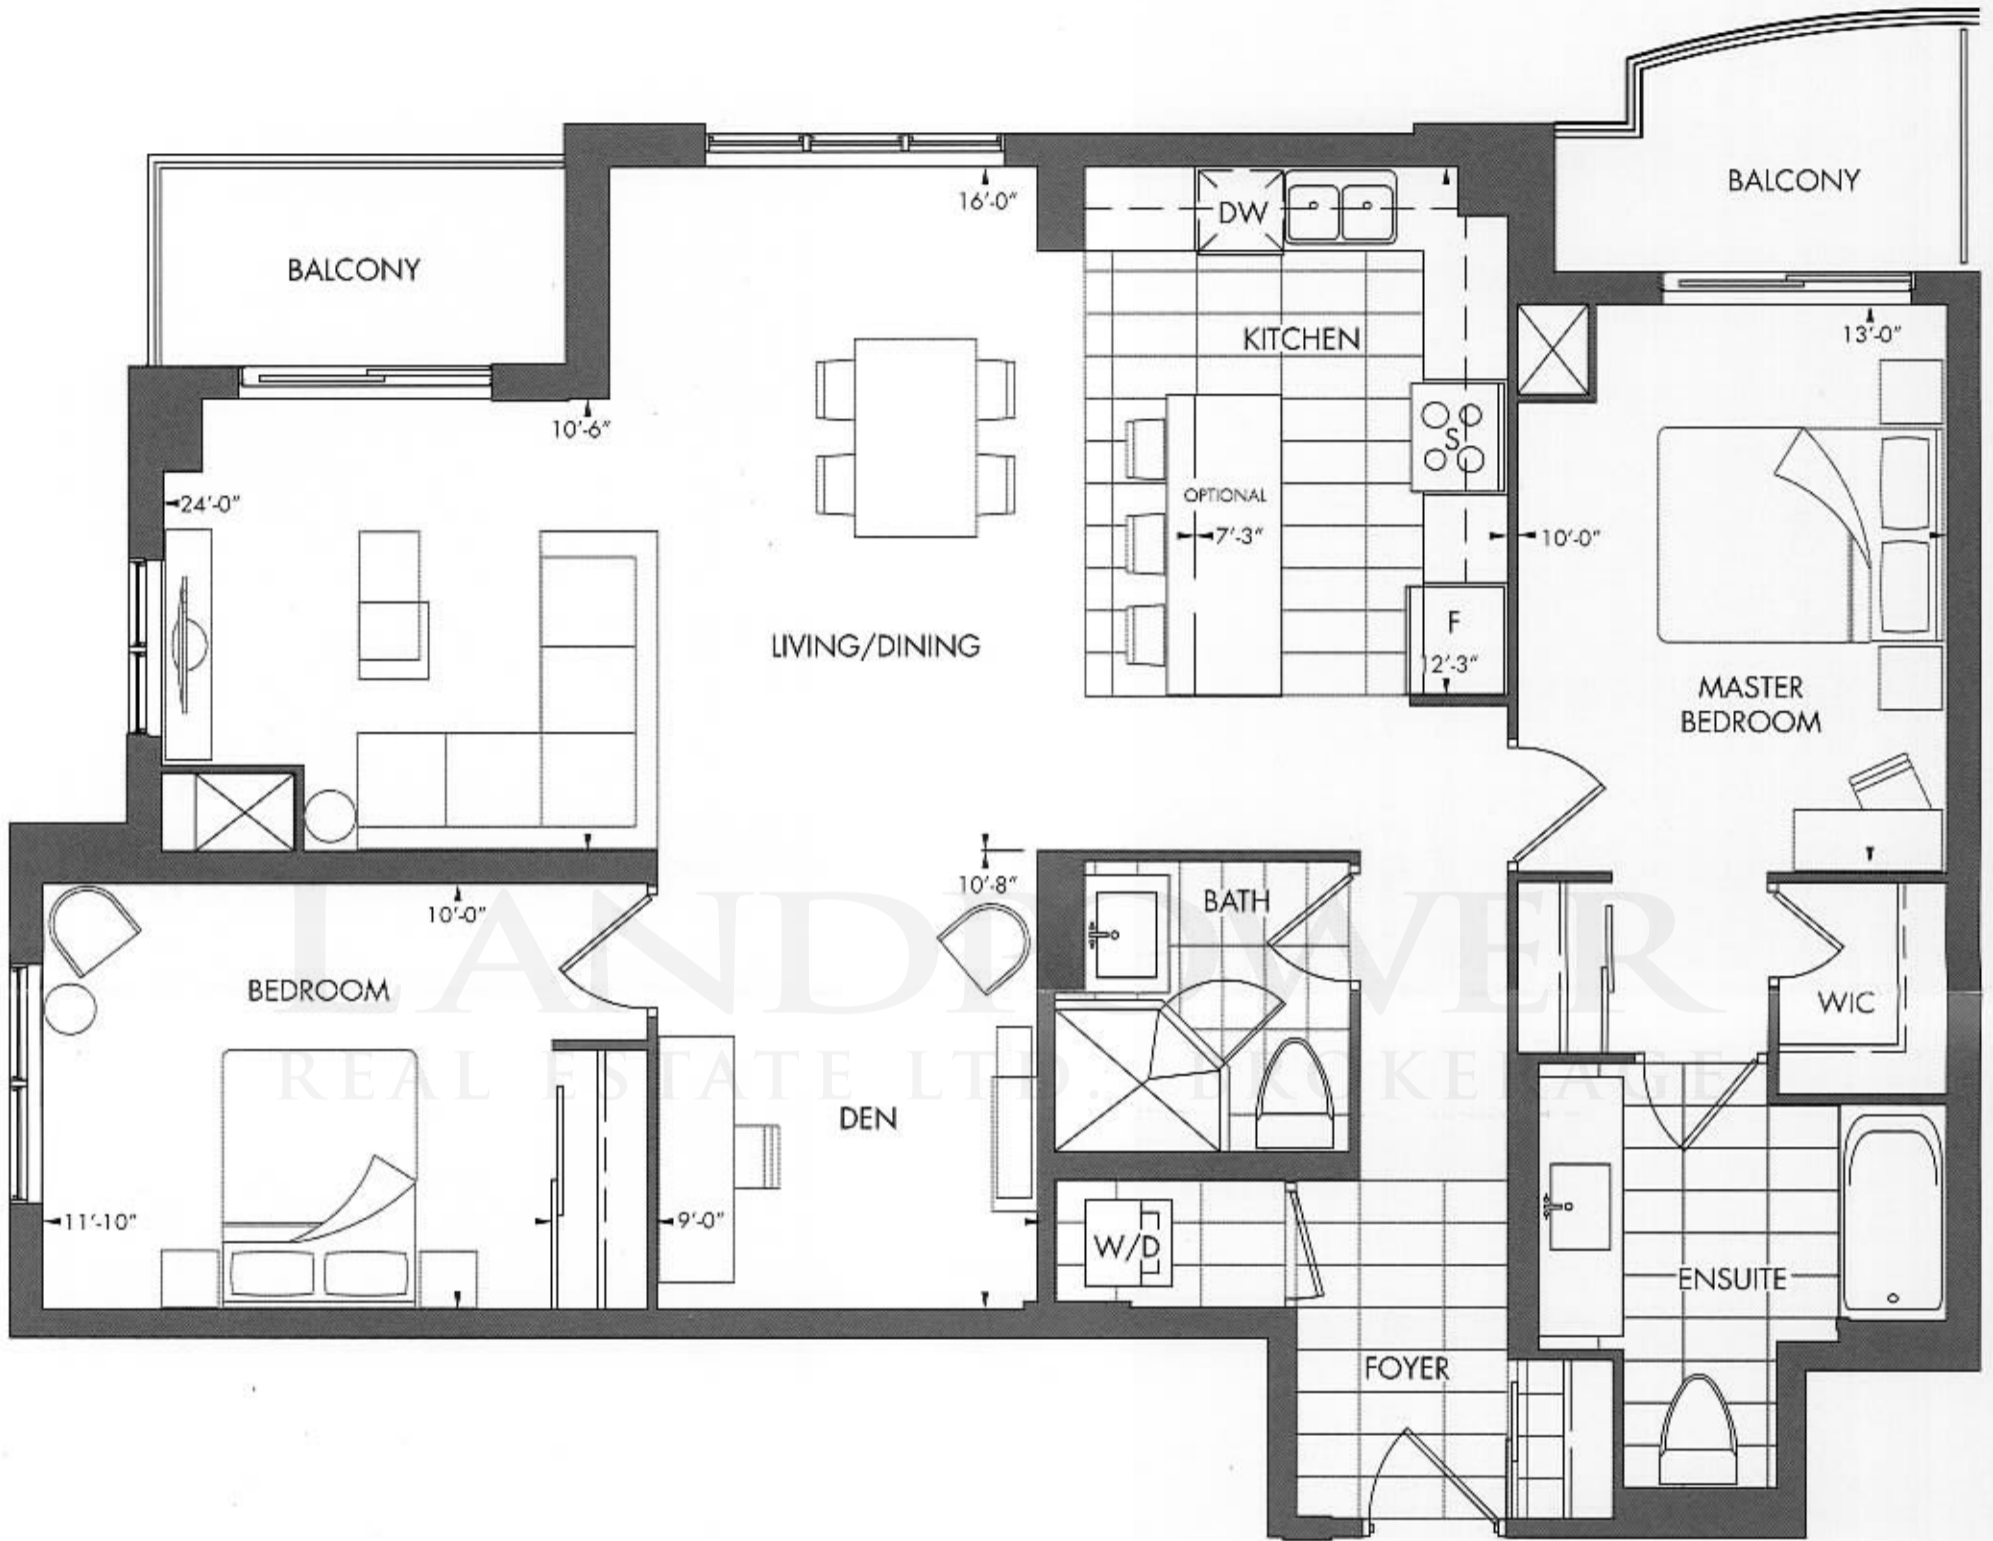 BALCONY
16'-0"
DW
BALCONY
BALCONY
KITCHEN
13'-0"
10'-6"
S
24'-0"
OPTIONAL
7'-3"
10'-0"
F
12'-3"
LIVING/DINING
MASTER
BEDROOM
10'-8"
BATH
10'-0"
LANDPOWER
BEDROOM
WIC
REAL ESTATE LTD. BROKERAGE
DEN
11'-10"
9'-0"
W/D
ENSUITE
FOYER